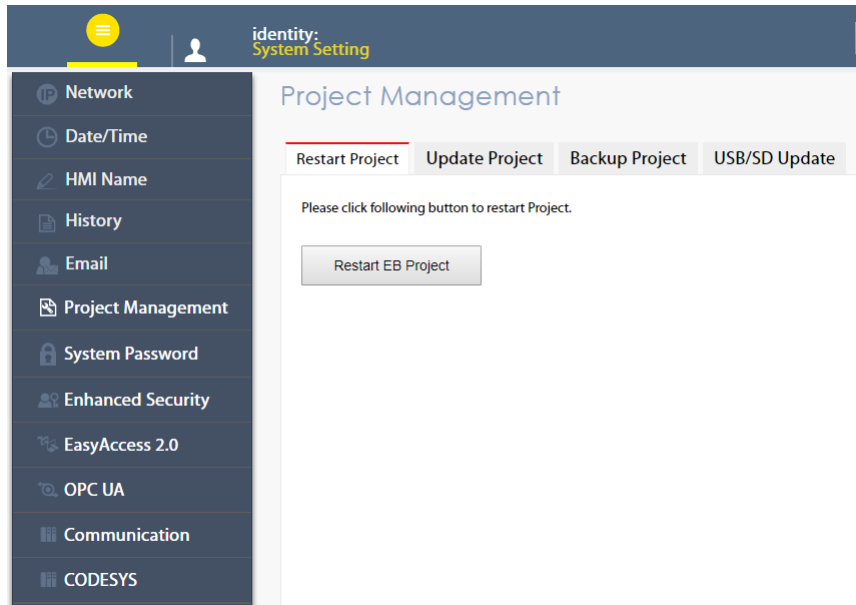 identity:
System Setting
Network
Date/Time
HMI Name
History
Email
Project Management
System Password
Enhanced Security
EasyAccess 2.0
OPC UA
Communication
CODESYS
Project Management
Restart Project Update Project Backup Project USB/SD Update
Please click following button to restart Project.
Restart EB Project